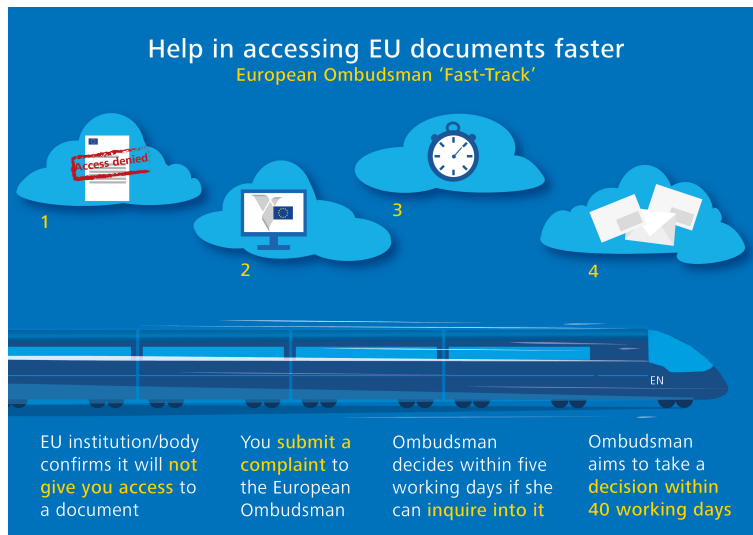 Help in accessing EU documents faster
European Ombudsman ‘Fast-Track’
Access denied
1
2
3
4
EN
EU institution/body
confirms it will not
give you access to
a document
You submit a
complaint to
the European
Ombudsman
Ombudsman
decides within five
working days if she
can inquire into it
Ombudsman
aims to take a
decision within
40 working days